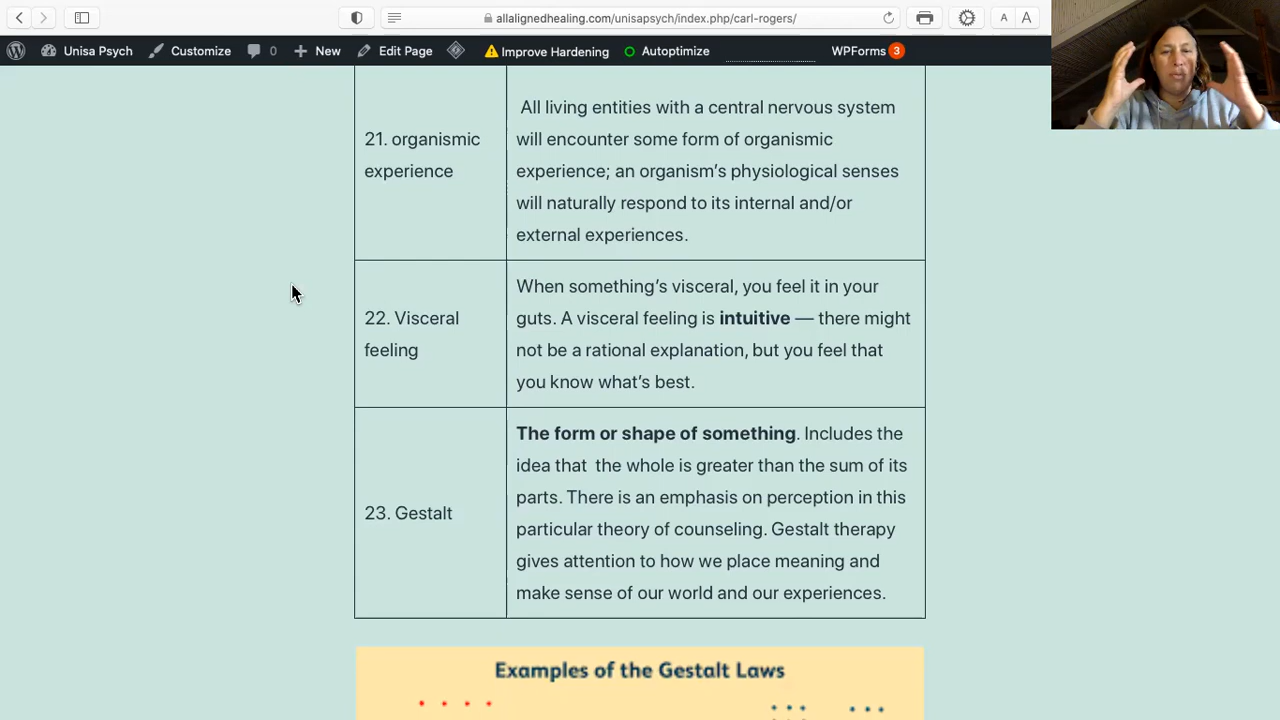 allalignedhealing.com/unisapsych/index.php/carl-rogers/
A A
Unisa Psych Customize 0 New Edit Page Improve Hardening Autoptimize WPForms 3
21. organismic
experience
All living entities with a central nervous system
will encounter some form of organismic
experience; an organism's physiological senses
will naturally respond to its internal and/or
external experiences.
22. Visceral
feeling
When something's visceral, you feel it in your
guts. A visceral feeling is intuitive — there might
not be a rational explanation, but you feel that
you know what's best.
23. Gestalt
The form or shape of something. Includes the
idea that the whole is greater than the sum of its
parts. There is an emphasis on perception in this
particular theory of counseling. Gestalt therapy
gives attention to how we place meaning and
make sense of our world and our experiences.
Examples of the Gestalt Laws